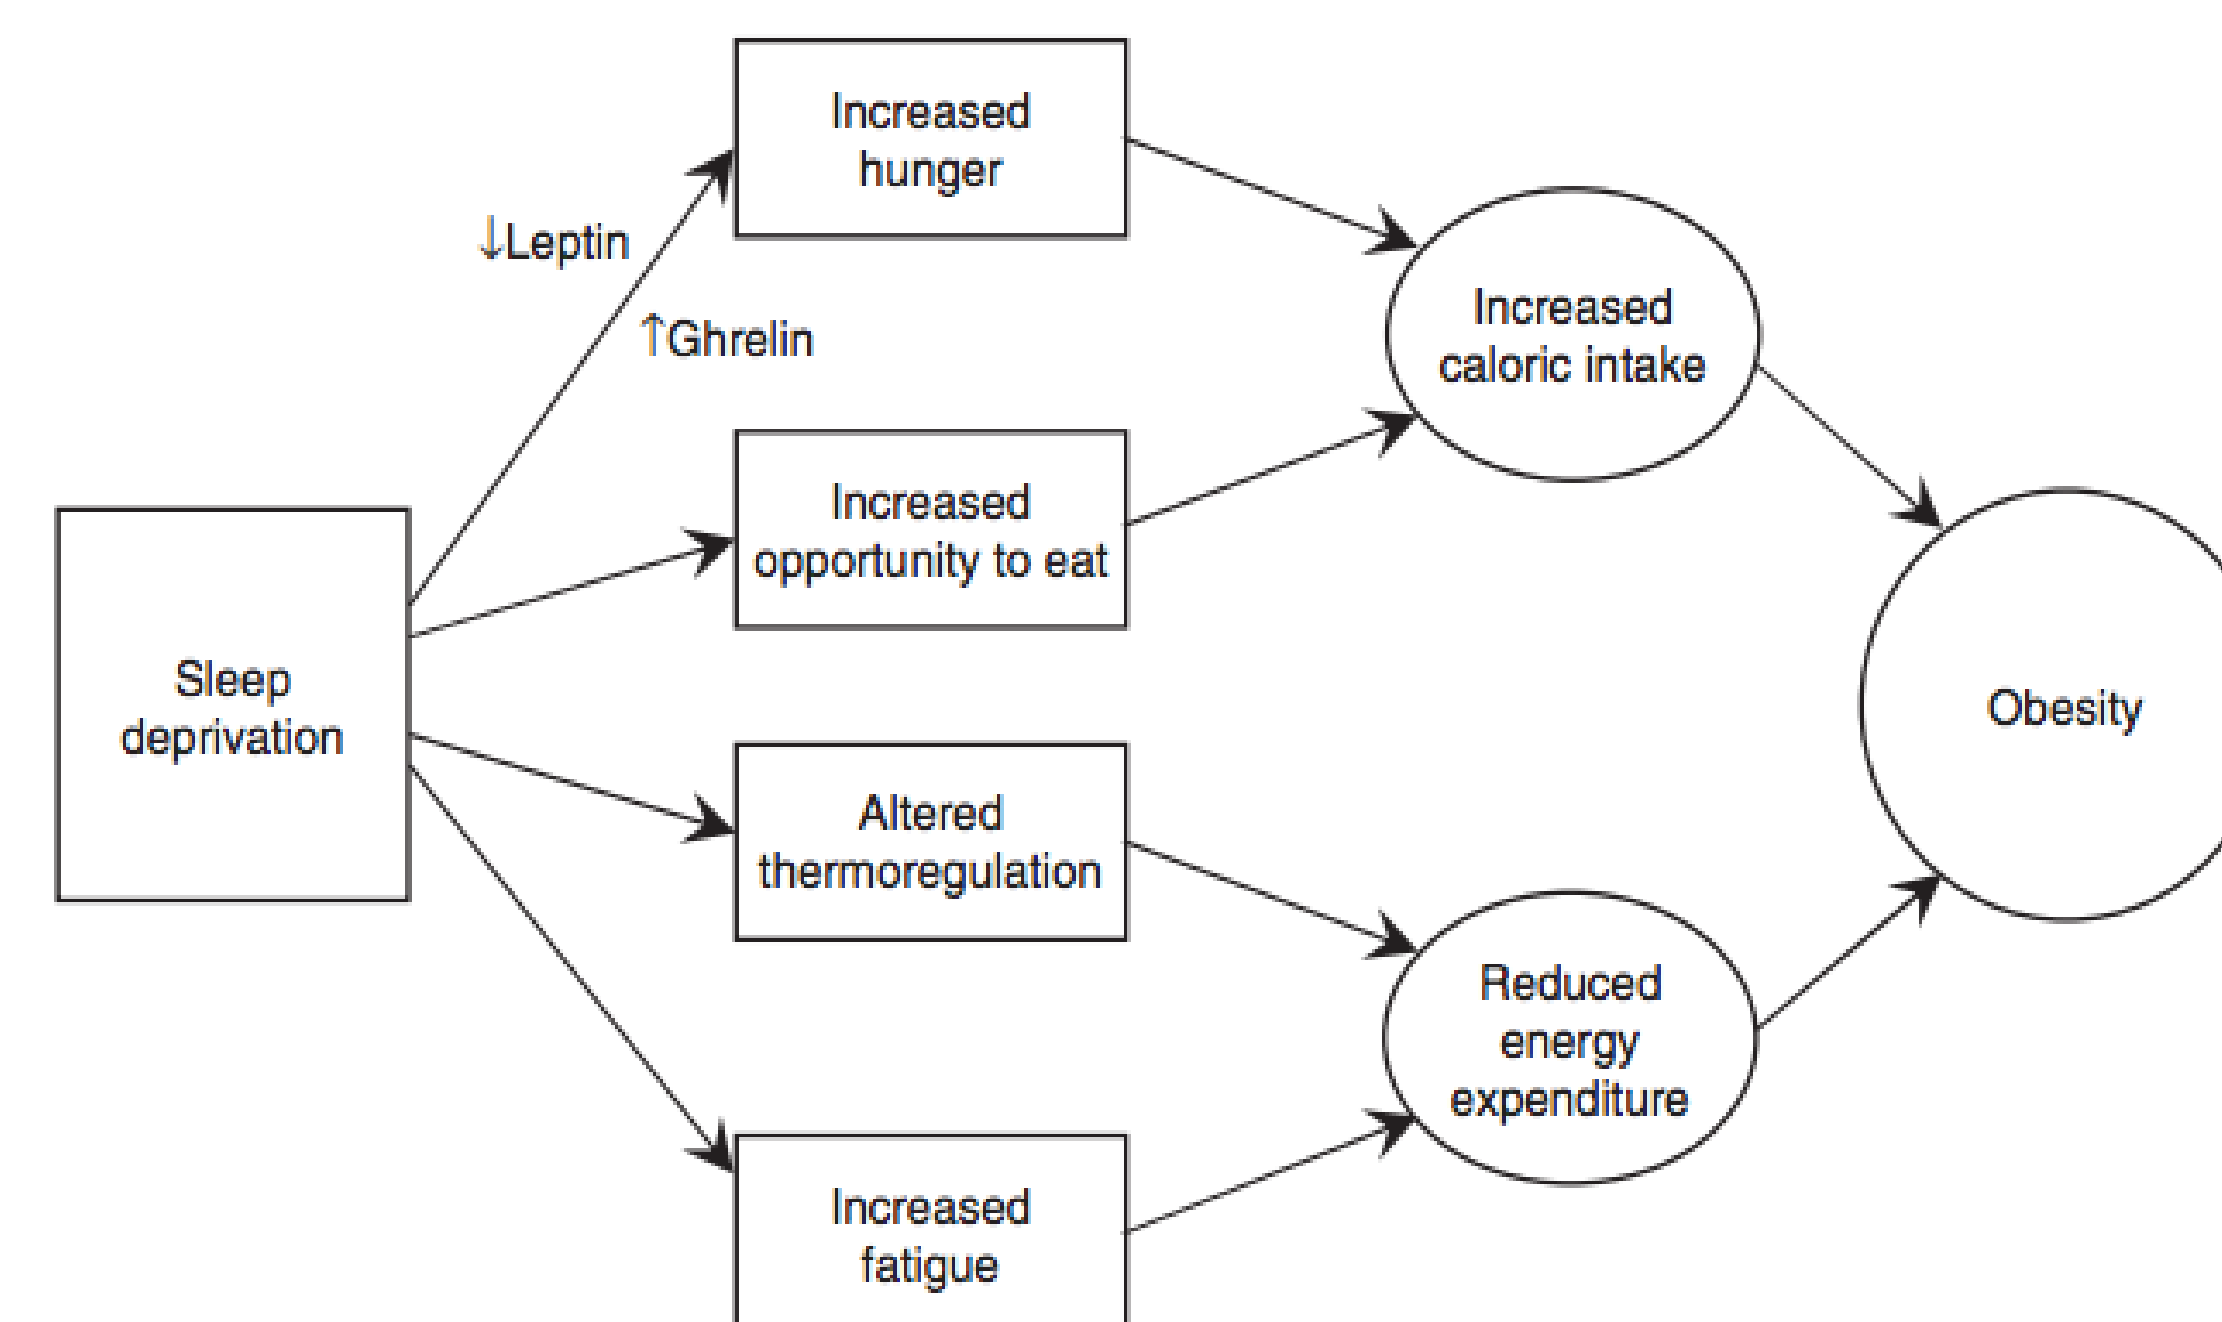 Increased
hunger
↓Leptin
↑Ghrelin
Increased
caloric intake
Increased
opportunity to eat
Sleep
deprivation
Obesity
Altered
thermoregulation
Reduced
energy
expenditure
Increased
fatigue